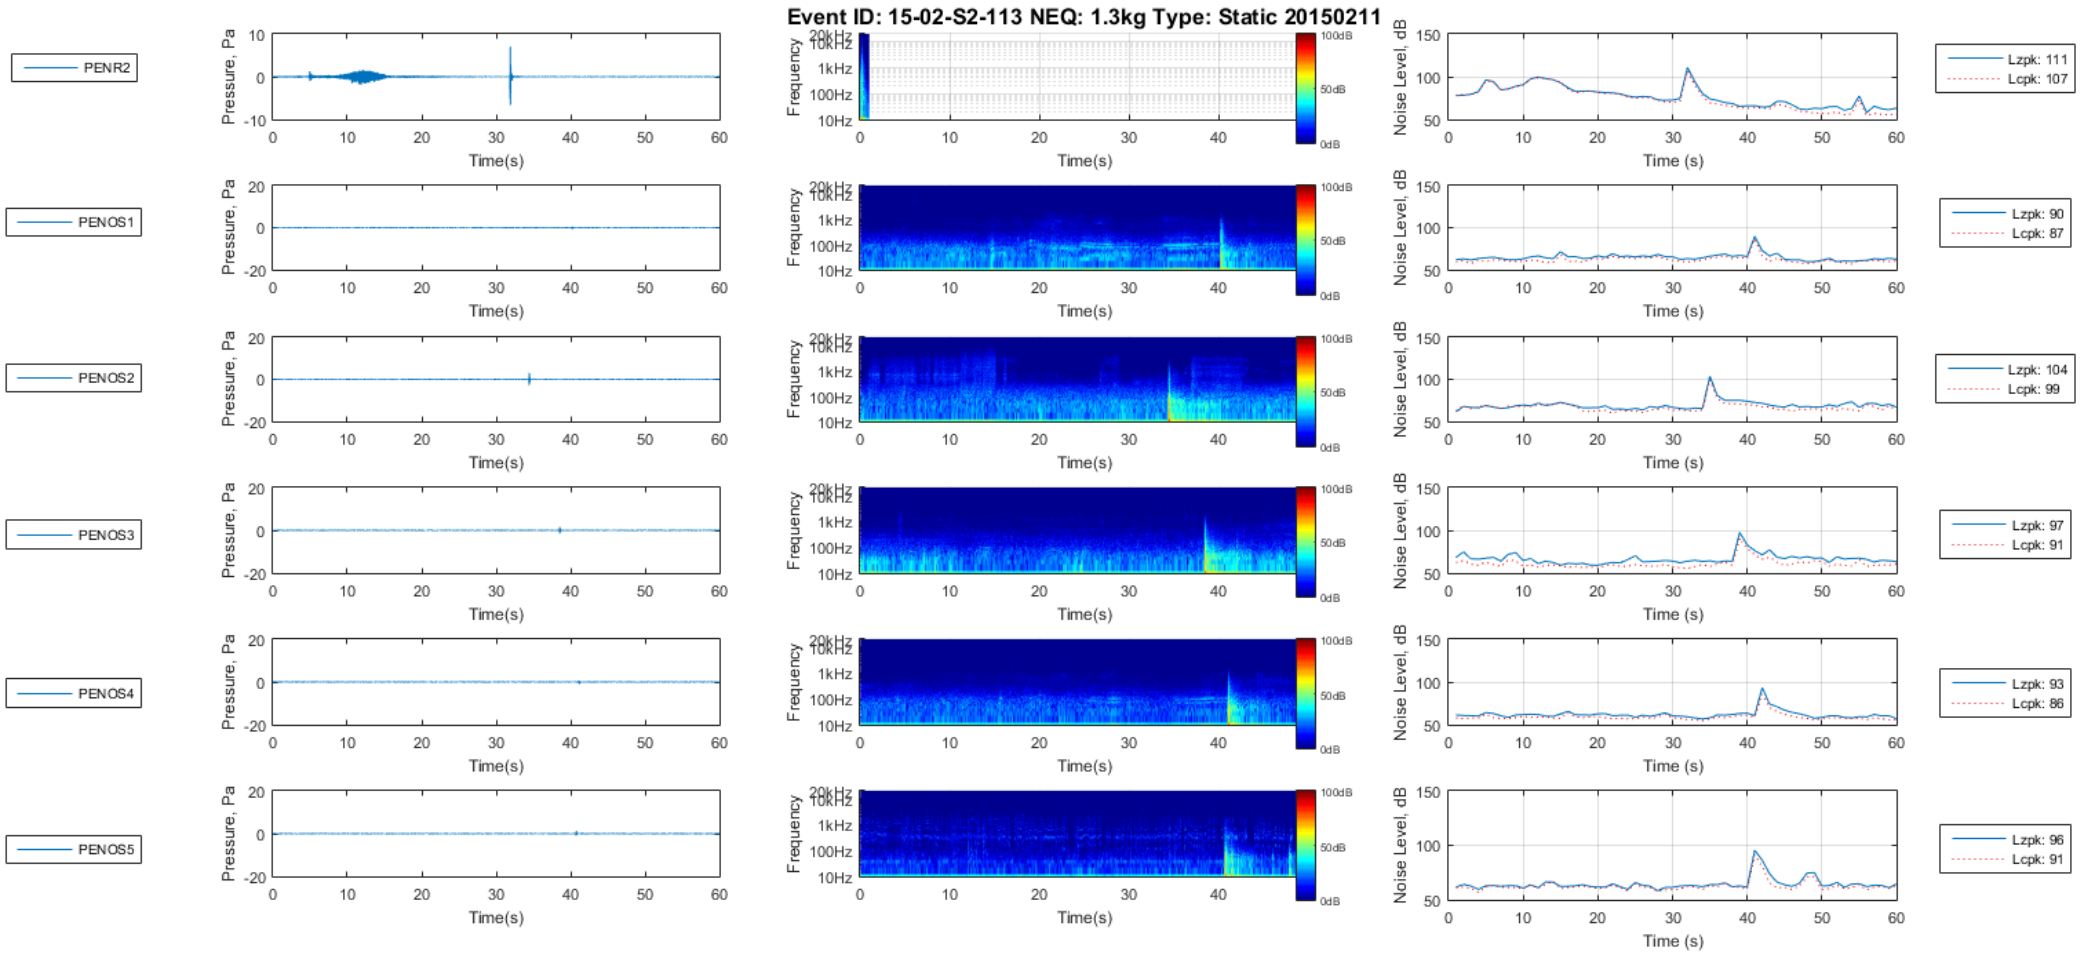 Event ID: 15-02-S2-113 NEQ: 1.3kg Type: Static 20150211
PENR2
Pressure, Pa
10
0
-10
0 10 20 30 40 50 60
Time(s)
Frequency
20kHz
10kHz
1kHz
100Hz
10Hz
0 10 20 30 40
Time(s)
100dB
50dB
0dB
Noise Level, dB
150
100
50
0 10 20 30 40 50 60
Time (s)
Lzpk: 111
Lcpk: 107
PENOS1
Pressure, Pa
20
0
-20
0 10 20 30 40 50 60
Time(s)
Frequency
20kHz
10kHz
1kHz
100Hz
10Hz
0 10 20 30 40
Time(s)
100dB
50dB
0dB
Noise Level, dB
150
100
50
0 10 20 30 40 50 60
Time (s)
Lzpk: 90
Lcpk: 87
PENOS2
Pressure, Pa
20
0
-20
0 10 20 30 40 50 60
Time(s)
Frequency
20kHz
10kHz
1kHz
100Hz
10Hz
0 10 20 30 40
Time(s)
100dB
50dB
0dB
Noise Level, dB
150
100
50
0 10 20 30 40 50 60
Time (s)
Lzpk: 104
Lcpk: 99
PENOS3
Pressure, Pa
20
0
-20
0 10 20 30 40 50 60
Time(s)
Frequency
20kHz
10kHz
1kHz
100Hz
10Hz
0 10 20 30 40
Time(s)
100dB
50dB
0dB
Noise Level, dB
150
100
50
0 10 20 30 40 50 60
Time (s)
Lzpk: 97
Lcpk: 91
PENOS4
Pressure, Pa
20
0
-20
0 10 20 30 40 50 60
Time(s)
Frequency
20kHz
10kHz
1kHz
100Hz
10Hz
0 10 20 30 40
Time(s)
100dB
50dB
0dB
Noise Level, dB
150
100
50
0 10 20 30 40 50 60
Time (s)
Lzpk: 93
Lcpk: 86
PENOS5
Pressure, Pa
20
0
-20
0 10 20 30 40 50 60
Time(s)
Frequency
20kHz
10kHz
1kHz
100Hz
10Hz
0 10 20 30 40
Time(s)
100dB
50dB
0dB
Noise Level, dB
150
100
50
0 10 20 30 40 50 60
Time (s)
Lzpk: 96
Lcpk: 91